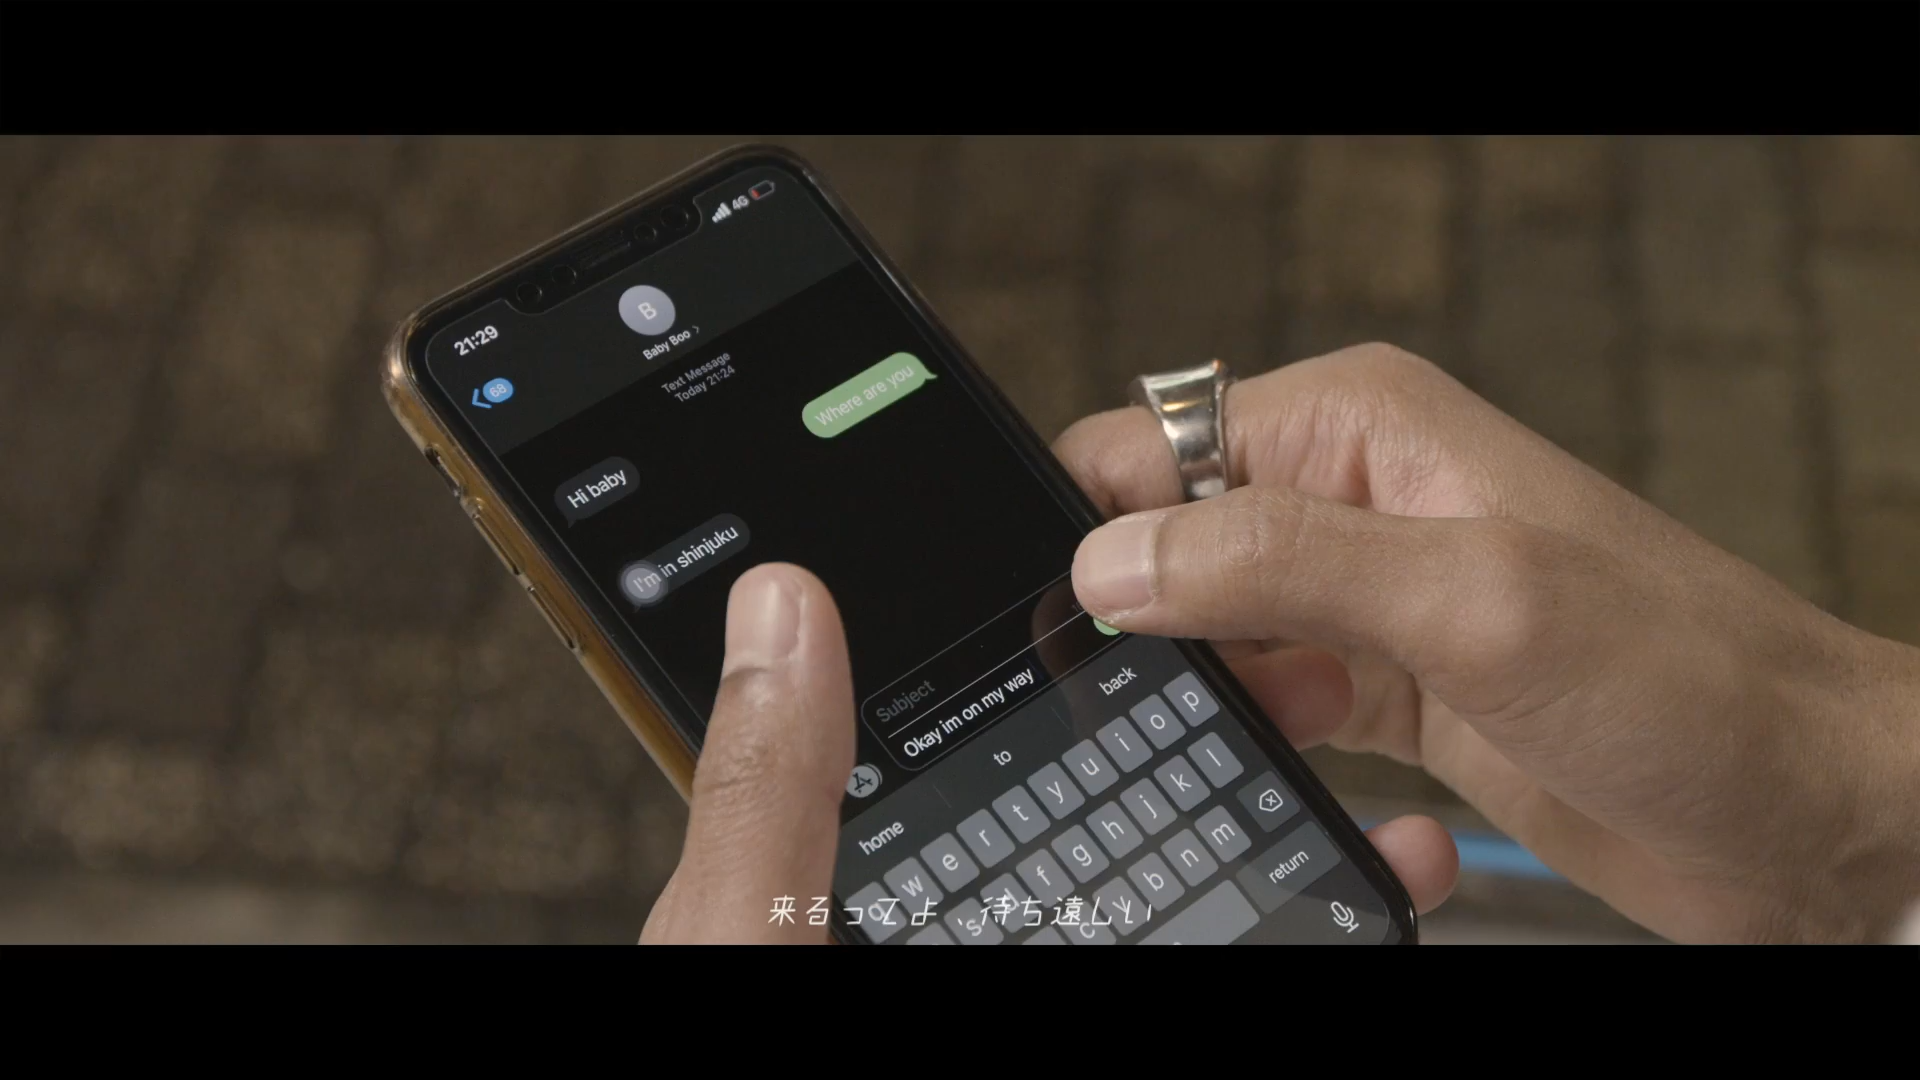 21:29
4G
68
B
Baby Boo
Text Message
Today 21:24
Where are you
Hi baby
I'm in shinjuku
Subject
Okay im on my way
home
to
back
q w e r t y u i o p
s d f g h j k l
c v b n m
return
来るってよ、待ち遠しい